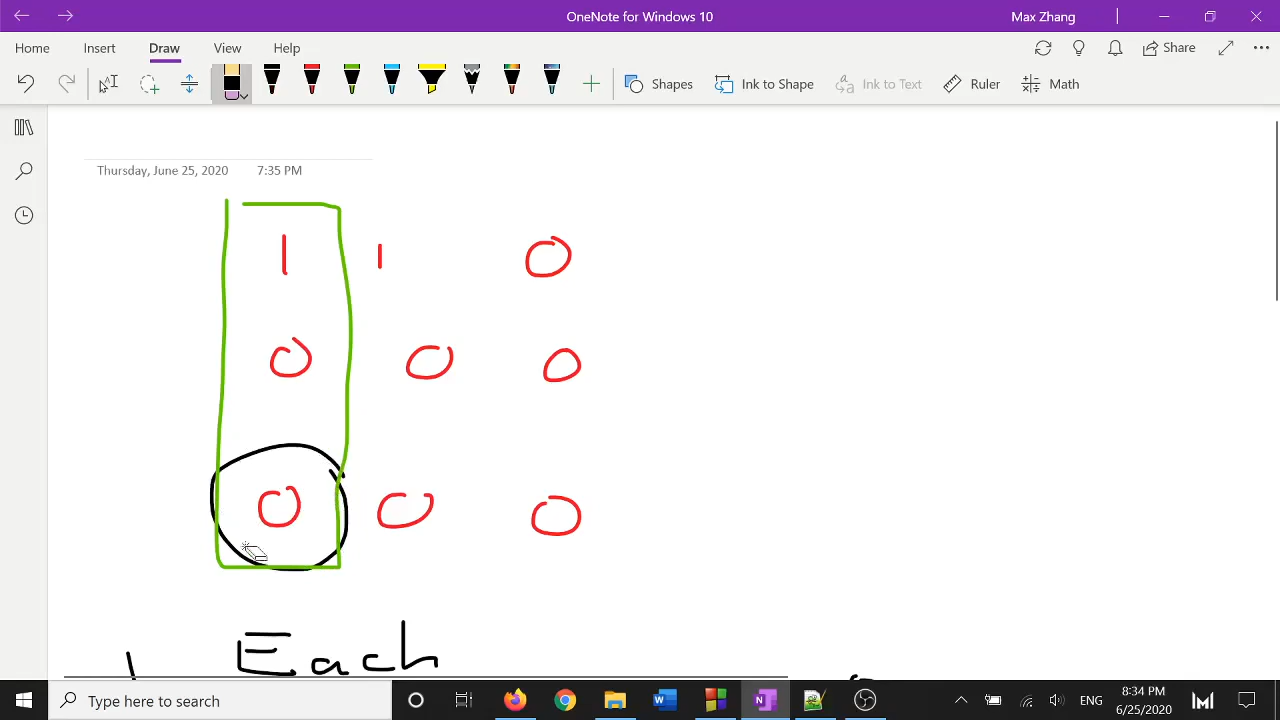 OneNote for Windows 10
Max Zhang
Home Insert Draw View Help
Share
Shapes Ink to Shape Ink to Text Ruler Math
Thursday, June 25, 2020 7:35 PM
1 1 0
0 0 0
0 0 0
Each
Type here to search
ENG
8:34 PM
6/25/2020